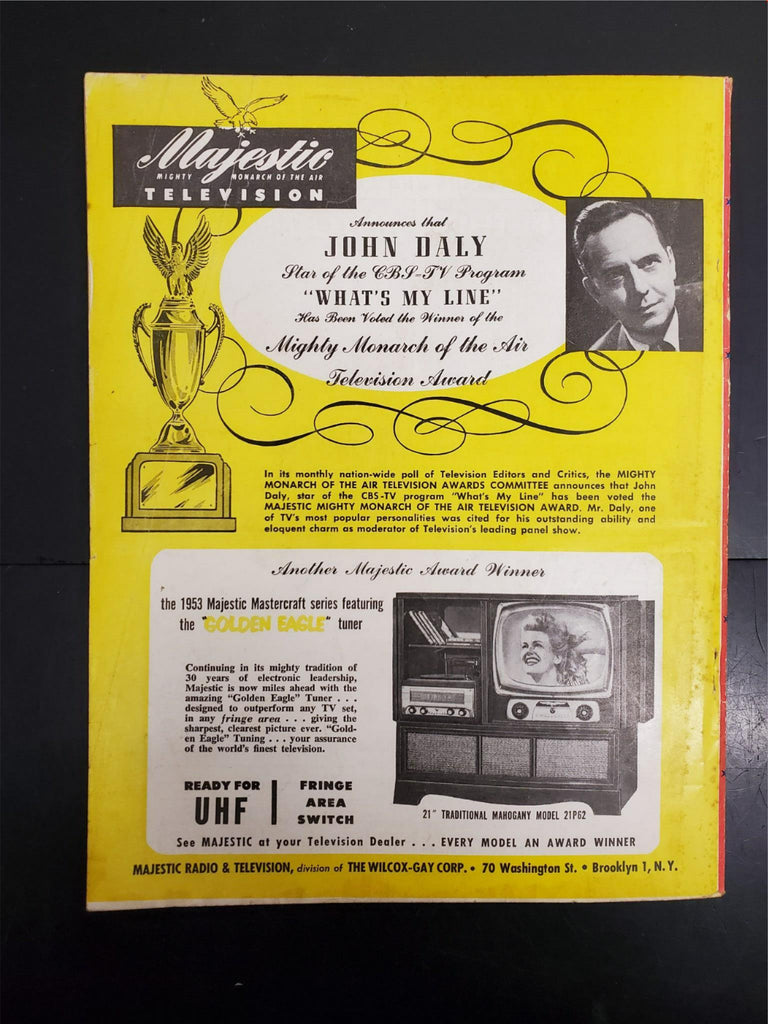 Majestic
MIGHTY MONARCH OF THE AIR
TELEVISION
Announces that
JOHN DALY
Star of the CBS-TV Program
"WHAT'S MY LINE"
Has Been Voted the Winner of the
Mighty Monarch of the Air
Television Award
In its monthly nation-wide poll of Television Editors and Critics, the MIGHTY
MONARCH OF THE AIR TELEVISION AWARDS COMMITTEE announces that John
Daly, star of the CBS-TV program "What's My Line" has been voted the
MAJESTIC MIGHTY MONARCH OF THE AIR TELEVISION AWARD. Mr. Daly, one
of TV's most popular personalities was cited for his outstanding ability and
eloquent charm as moderator of Television's leading panel show.
Another Majestic Award Winner
the 1953 Majestic Mastercraft series featuring
the "GOLDEN EAGLE" tuner
Continuing in its mighty tradition of
30 years of electronic leadership,
Majestic is now miles ahead with the
amazing "Golden Eagle" Tuner . . .
designed to outperform any TV set,
in any fringe area . . . giving the
sharpest, clearest picture ever. "Gold-
en Eagle" Tuning . . . your assurance
of the world's finest television.
READY FOR
UHF
FRINGE
AREA
SWITCH
21" TRADITIONAL MAHOGANY MODEL 21P62
See MAJESTIC at your Television Dealer . . . EVERY MODEL AN AWARD WINNER
MAJESTIC RADIO & TELEVISION, division of THE WILCOX-GAY CORP. • 70 Washington St. • Brooklyn 1, N.Y.